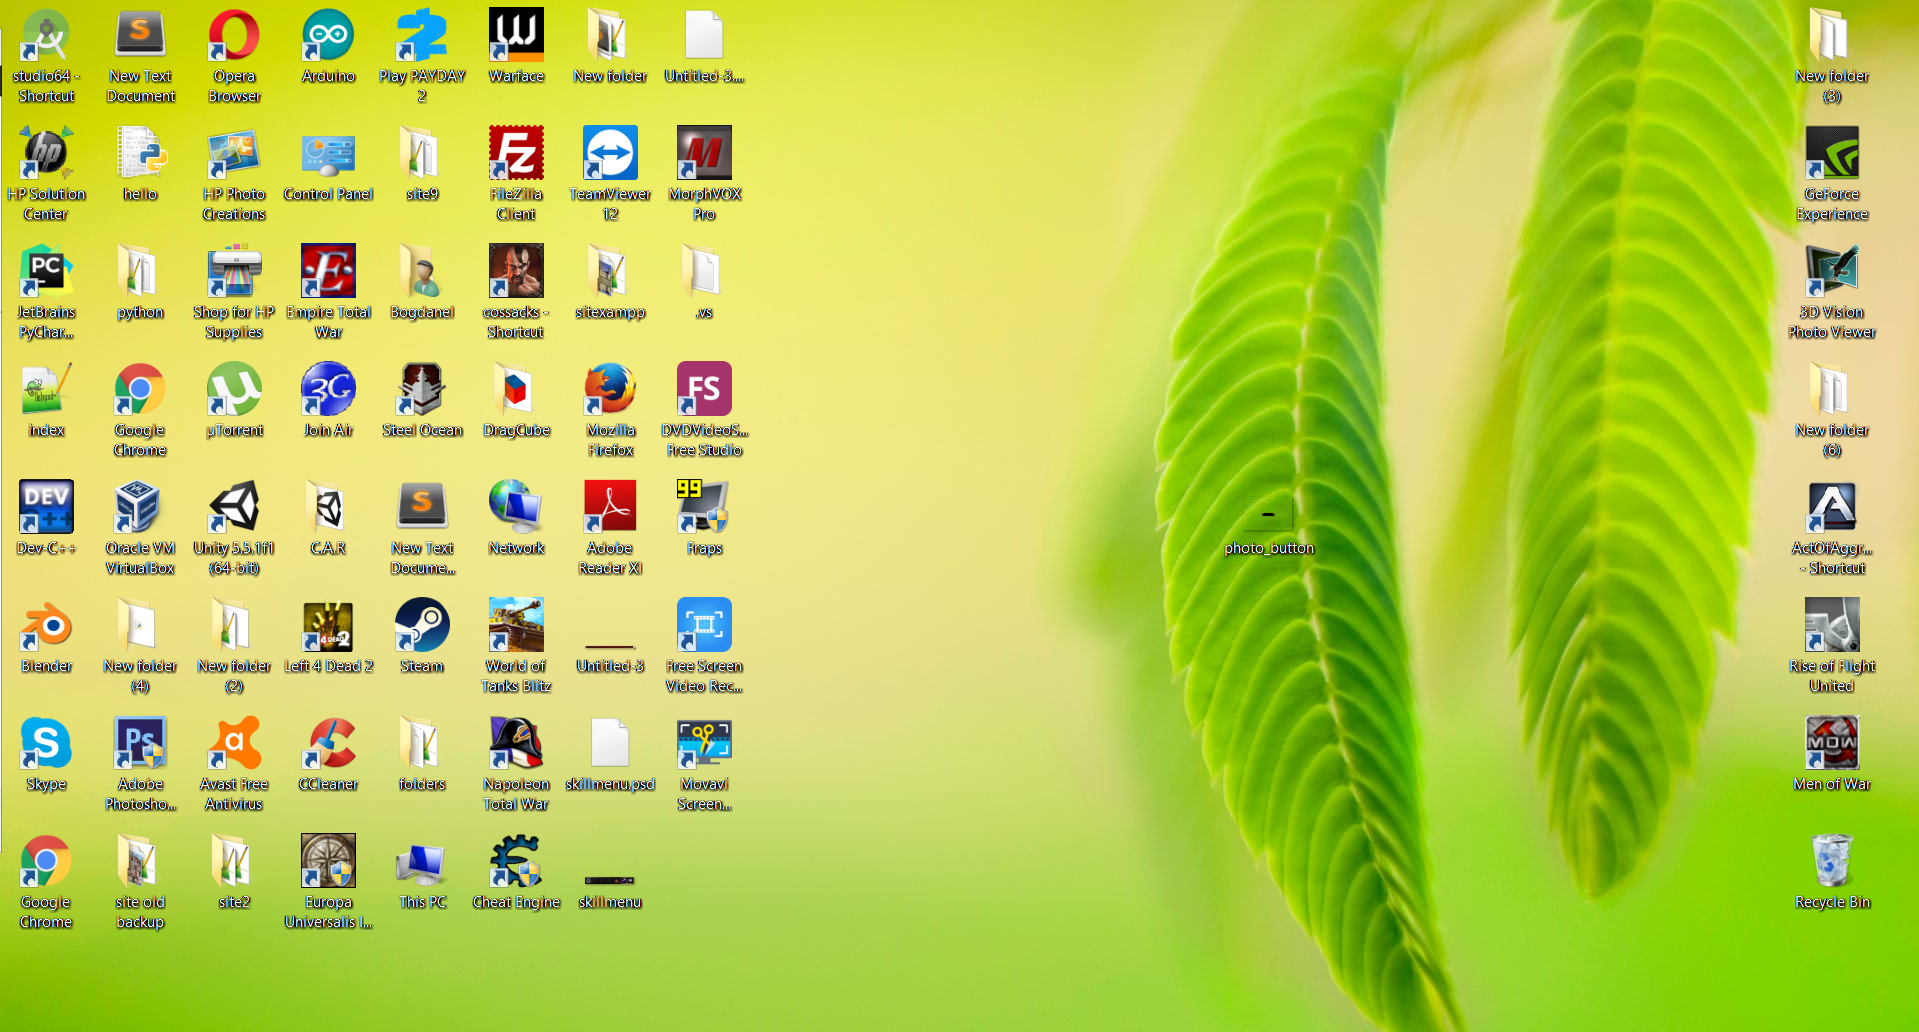 studio64 -
Shortcut
New Text
Document
Opera
Browser
Arduino
Play PAYDAY
2
Warface
New folder
Untitled-3....
New folder
(3)
HP Solution
Center
hello
HP Photo
Creations
Control Panel
site9
FileZilla
Client
TeamViewer
12
MorphVOX
Pro
GeForce
Experience
JetBrains
PyChar...
python
Shop for HP
Supplies
Empire Total
War
Bogdanel
cossacks -
Shortcut
sitexampp
.vs
3D Vision
Photo Viewer
index
Google
Chrome
µTorrent
Join Air
Steel Ocean
DragCube
Mozilla
Firefox
DVDVideoS...
Free Studio
New folder
(6)
Dev-C++
Oracle VM
VirtualBox
Unity 5.5.1f1
(64-bit)
C.A.R
New Text
Docume...
Network
Adobe
Reader XI
Fraps
photo_button
ActOfAggr...
- Shortcut
Blender
New folder
(4)
New folder
(2)
Left 4 Dead 2
Steam
World of
Tanks Blitz
Untitled-3
Free Screen
Video Rec...
Rise of Flight
United
Skype
Adobe
Photosho...
Avast Free
Antivirus
CCleaner
folders
Napoleon
Total War
skillmenu.psd
Movavi
Screen...
Men of War
Google
Chrome
site old
backup
site2
Europa
Universalis I...
This PC
Cheat Engine
skillmenu
Recycle Bin